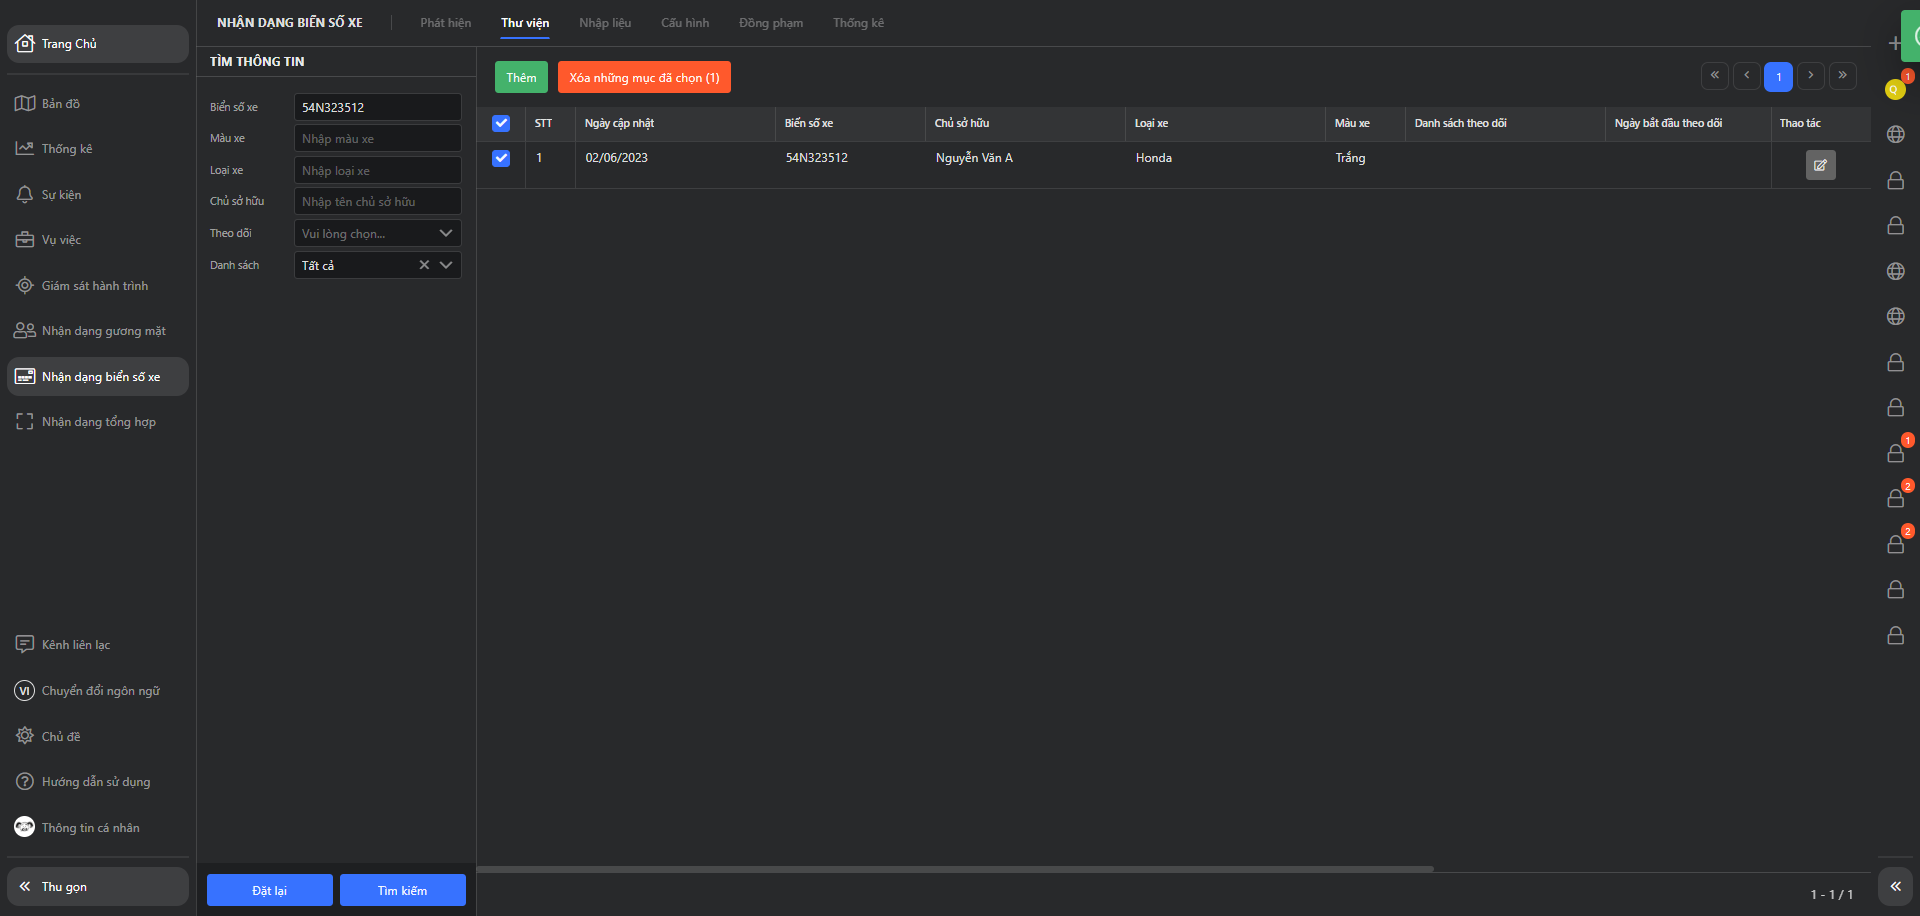 Trang Chủ
Bản đồ
Thống kê
Sự kiện
Vụ việc
Giám sát hành trình
Nhận dạng gương mặt
Nhận dạng biển số xe
Nhận dạng tổng hợp
Kênh liên lạc
VI Chuyển đổi ngôn ngữ
Chủ đề
Hướng dẫn sử dụng
Thông tin cá nhân
Thu gọn
NHẬN DẠNG BIỂN SỐ XE
Phát hiện Thư viện Nhập liệu Cấu hình Đồng phạm Thống kê
TÌM THÔNG TIN
Biển số xe 54N323512
Màu xe Nhập màu xe
Loại xe Nhập loại xe
Chủ sở hữu Nhập tên chủ sở hữu
Theo dõi Vui lòng chọn...
Danh sách Tất cả
Đặt lại Tìm kiếm
Thêm Xóa những mục đã chọn (1)
« ‹ 1 › »
STT Ngày cập nhật Biển số xe Chủ sở hữu Loại xe Màu xe Danh sách theo dõi Ngày bắt đầu theo dõi Thao tác
1 02/06/2023 54N323512 Nguyễn Văn A Honda Trắng
1 - 1 / 1
Q 1
1
2
2